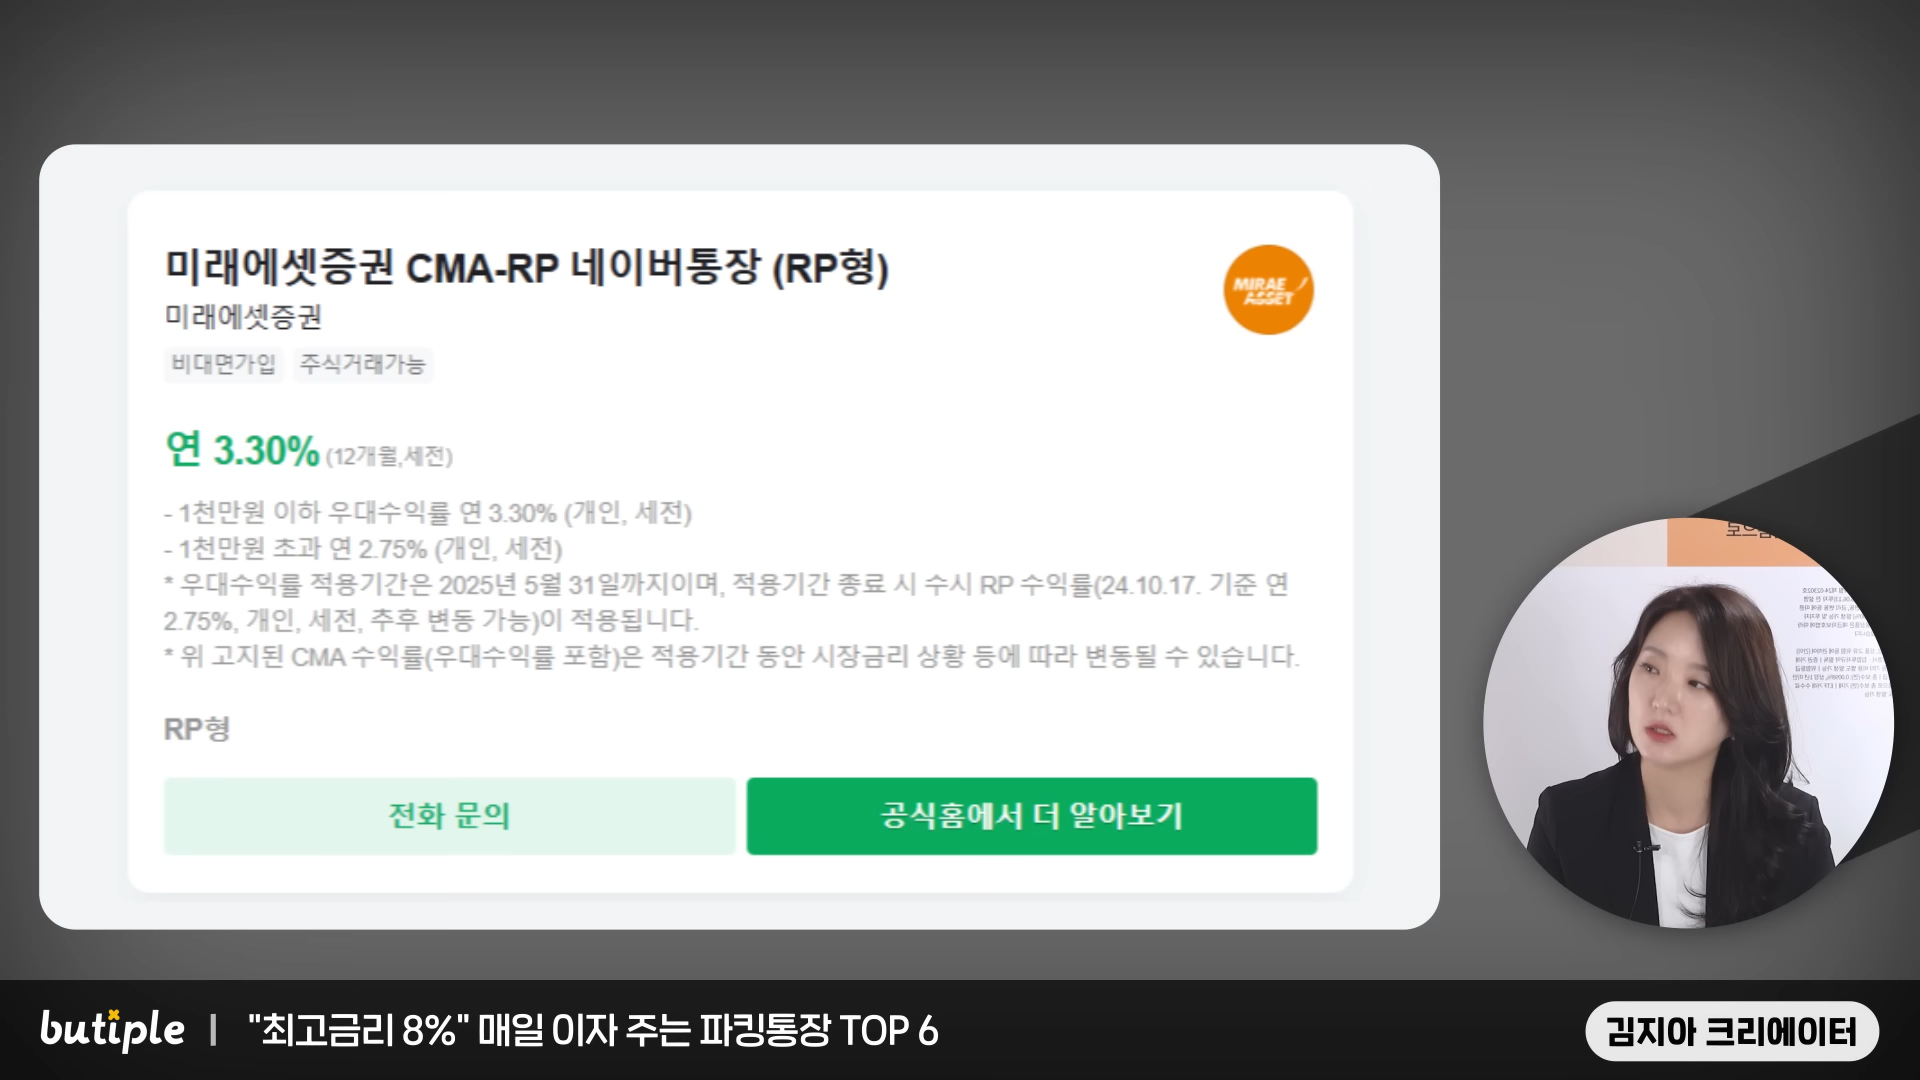 미래에셋증권 CMA-RP 네이버통장 (RP형)
미래에셋증권
MIRAE
ASSET
비대면가입 주식거래가능
연 3.30% (12개월,세전)
- 1천만원 이하 우대수익률 연 3.30% (개인, 세전)
- 1천만원 초과 연 2.75% (개인, 세전)
* 우대수익률 적용기간은 2025년 5월 31일까지이며, 적용기간 종료 시 수시 RP 수익률(24.10.17. 기준 연
2.75%, 개인, 세전, 추후 변동 가능)이 적용됩니다.
* 위 고지된 CMA 수익률(우대수익률 포함)은 적용기간 동안 시장금리 상황 등에 따라 변동될 수 있습니다.
RP형
전화 문의
공식홈에서 더 알아보기
butiple | "최고금리 8%" 매일 이자 주는 파킹통장 TOP 6
김지아 크리에이터